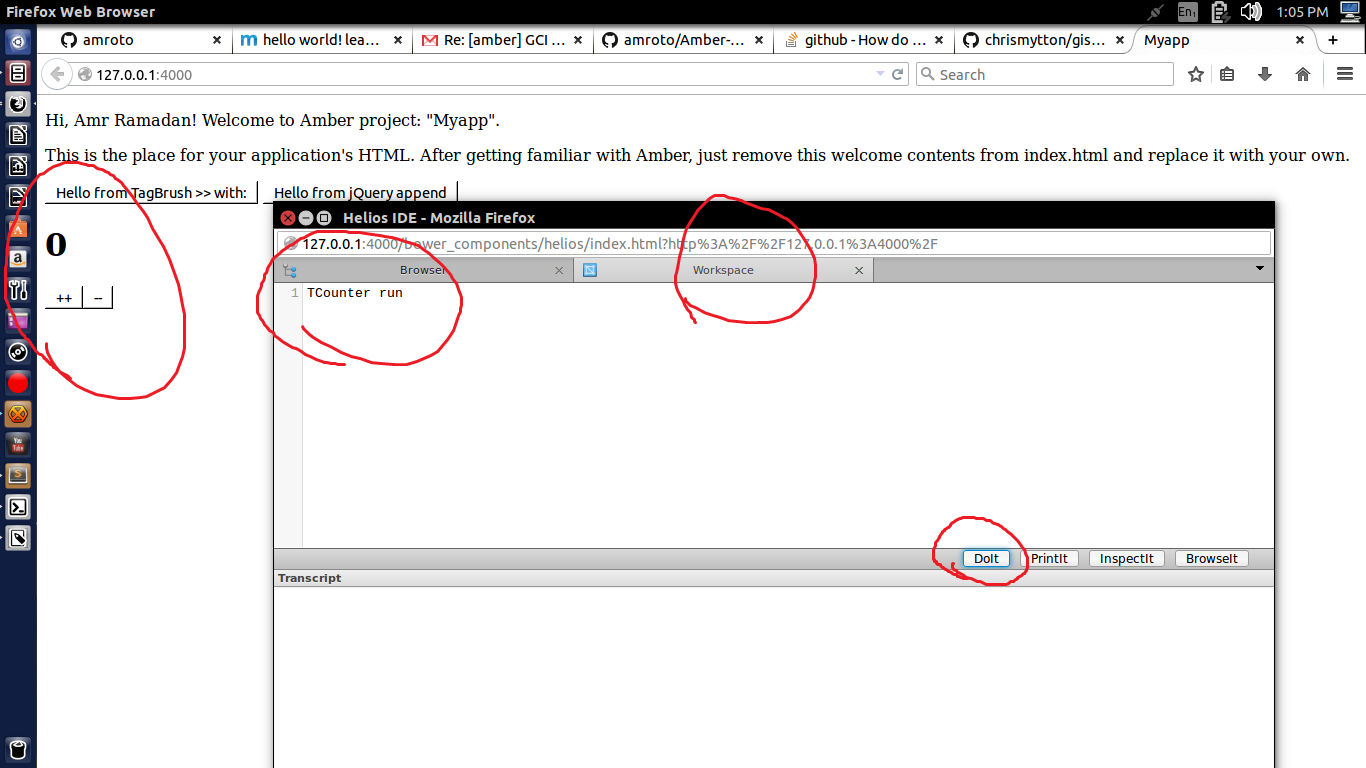 Firefox Web Browser
En1
1:05 PM
amroto
hello world! lea...
Re: [amber] GCI ...
amroto/Amber-...
github - How do ...
chrismytton/gis...
Myapp
127.0.0.1:4000
Search
Hi, Amr Ramadan! Welcome to Amber project: "Myapp".
This is the place for your application's HTML. After getting familiar with Amber, just remove this welcome contents from index.html and replace it with your own.
Hello from TagBrush >> with:
Hello from jQuery append
0
++
--
Helios IDE - Mozilla Firefox
127.0.0.1:4000/bower_components/helios/index.html?http%3A%2F%2F127.0.0.1%3A4000%2F
Browser
Workspace
1 TCounter run
DoIt
PrintIt
InspectIt
BrowseIt
Transcript
You
Tube